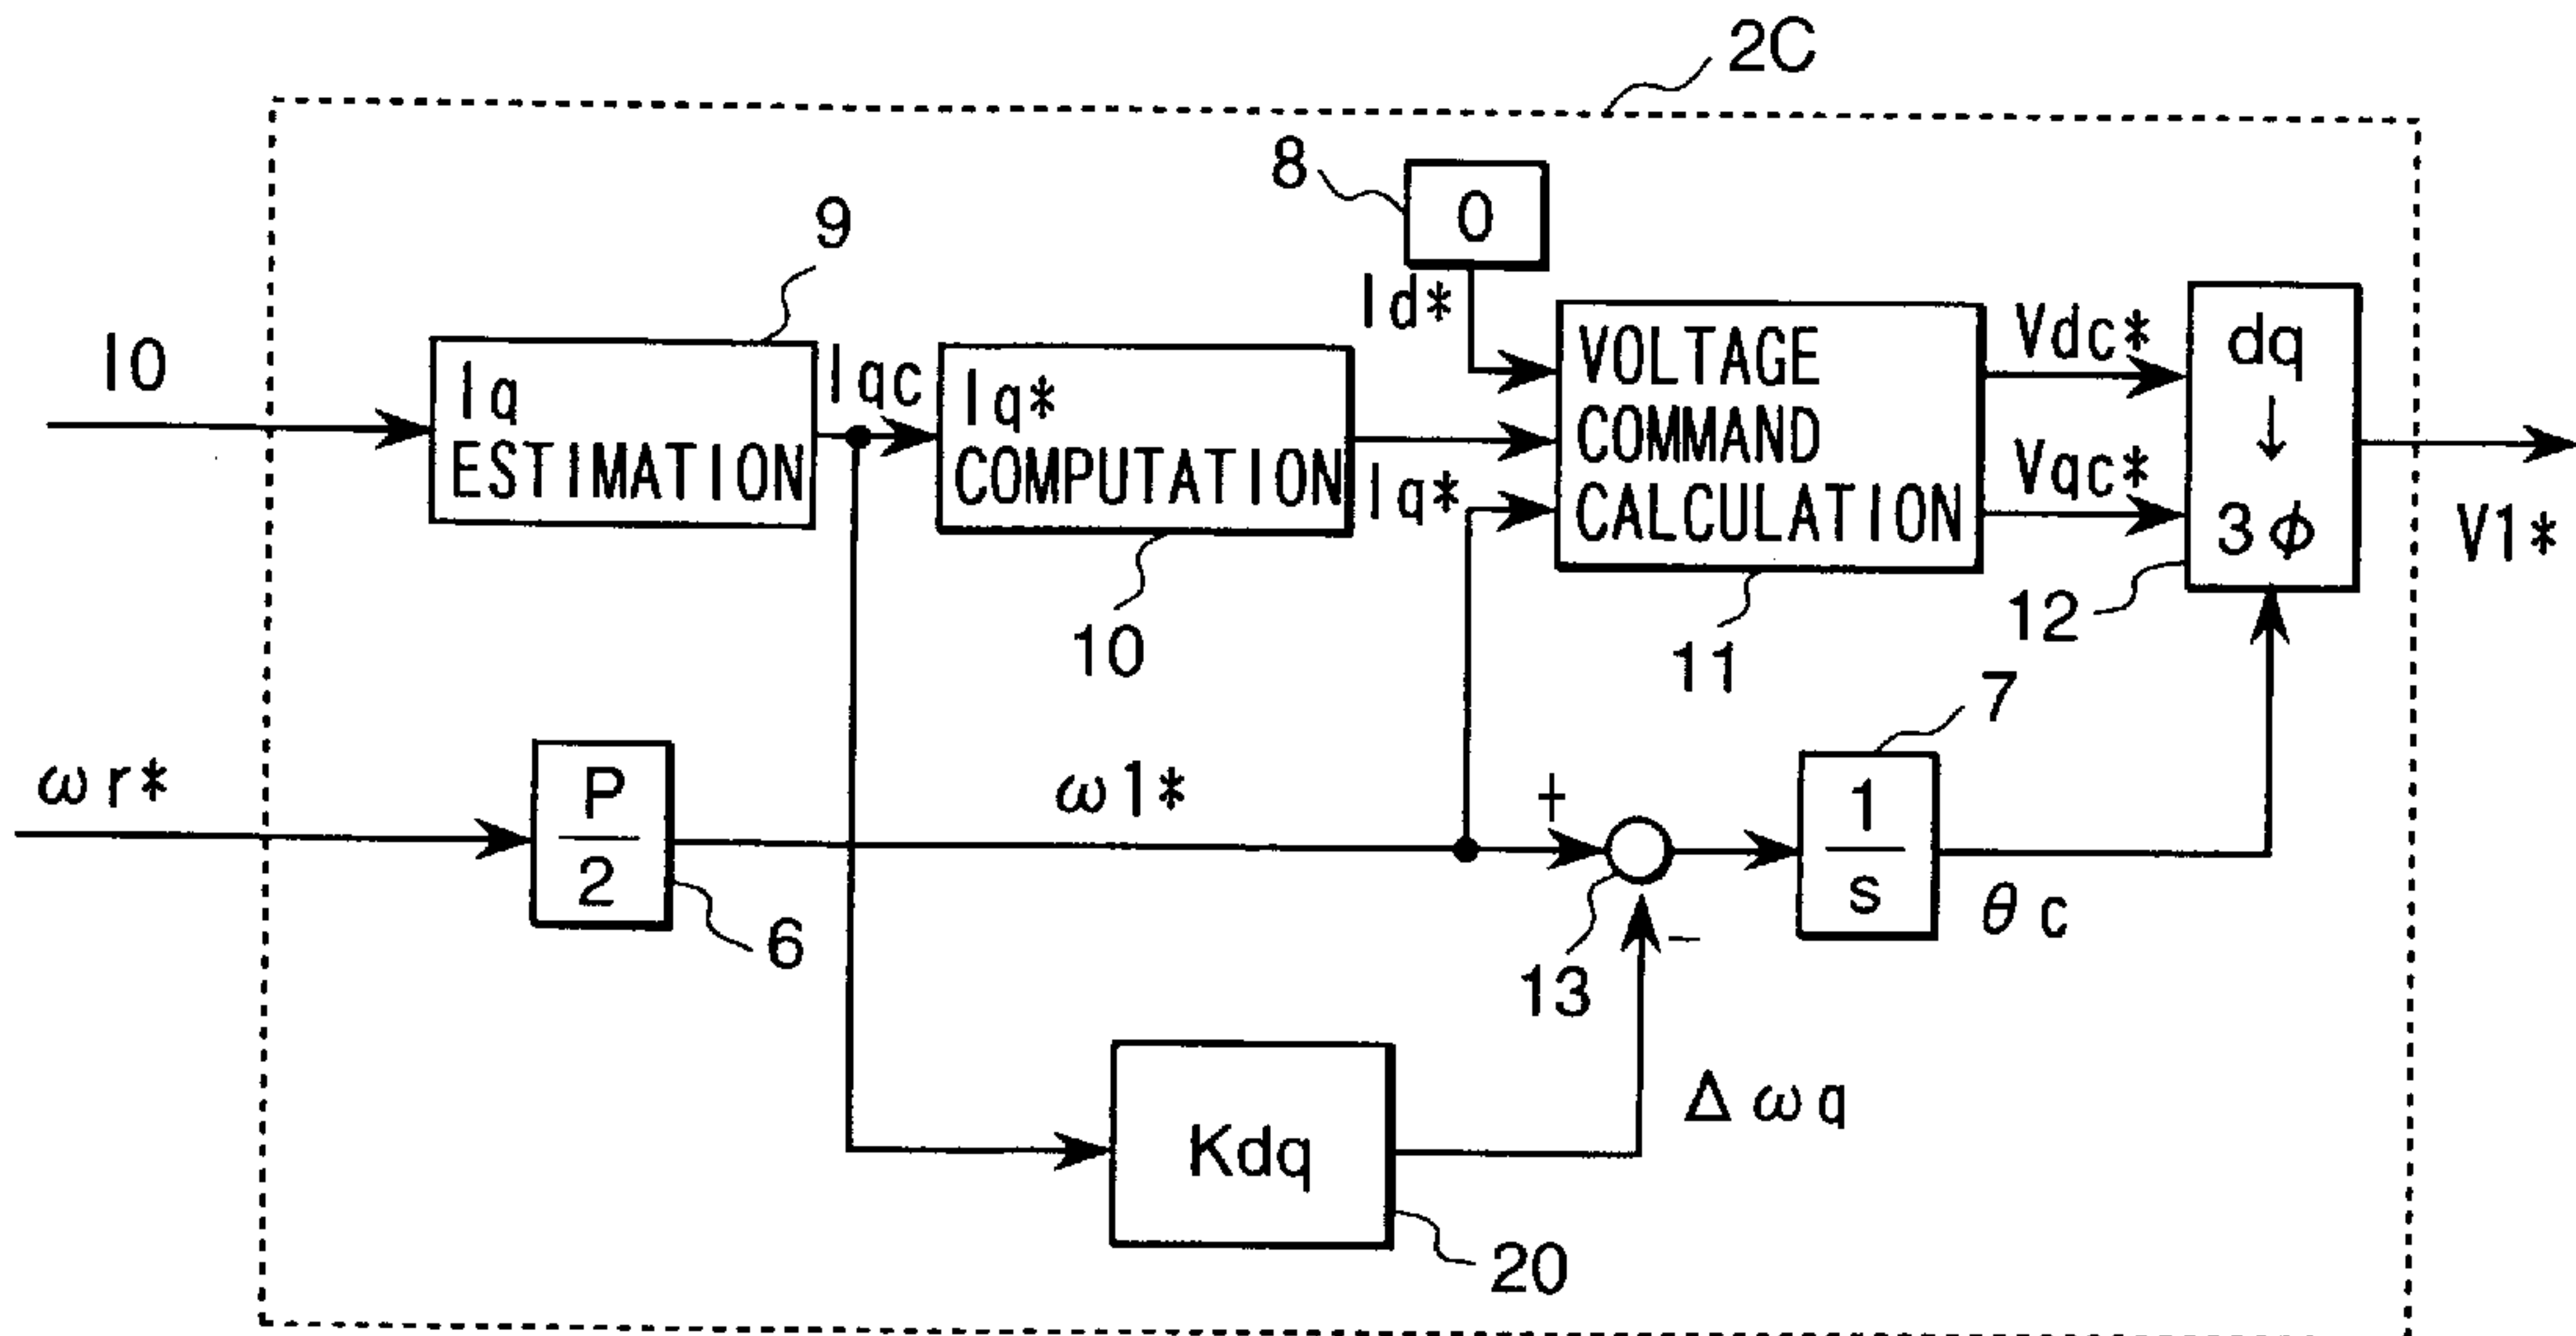 2C
8
0
9
Id*
I0
Iq
ESTIMATION
Iqc
Iq*
COMPUTATION
Iq*
VOLTAGE
COMMAND
CALCULATION
Vdc*
Vqc*
dq
↓
3φ
V1*
10
11
12
7
ωr*
P
2
6
ω1*
+
−
13
1
s
θc
Kdq
Δωq
20